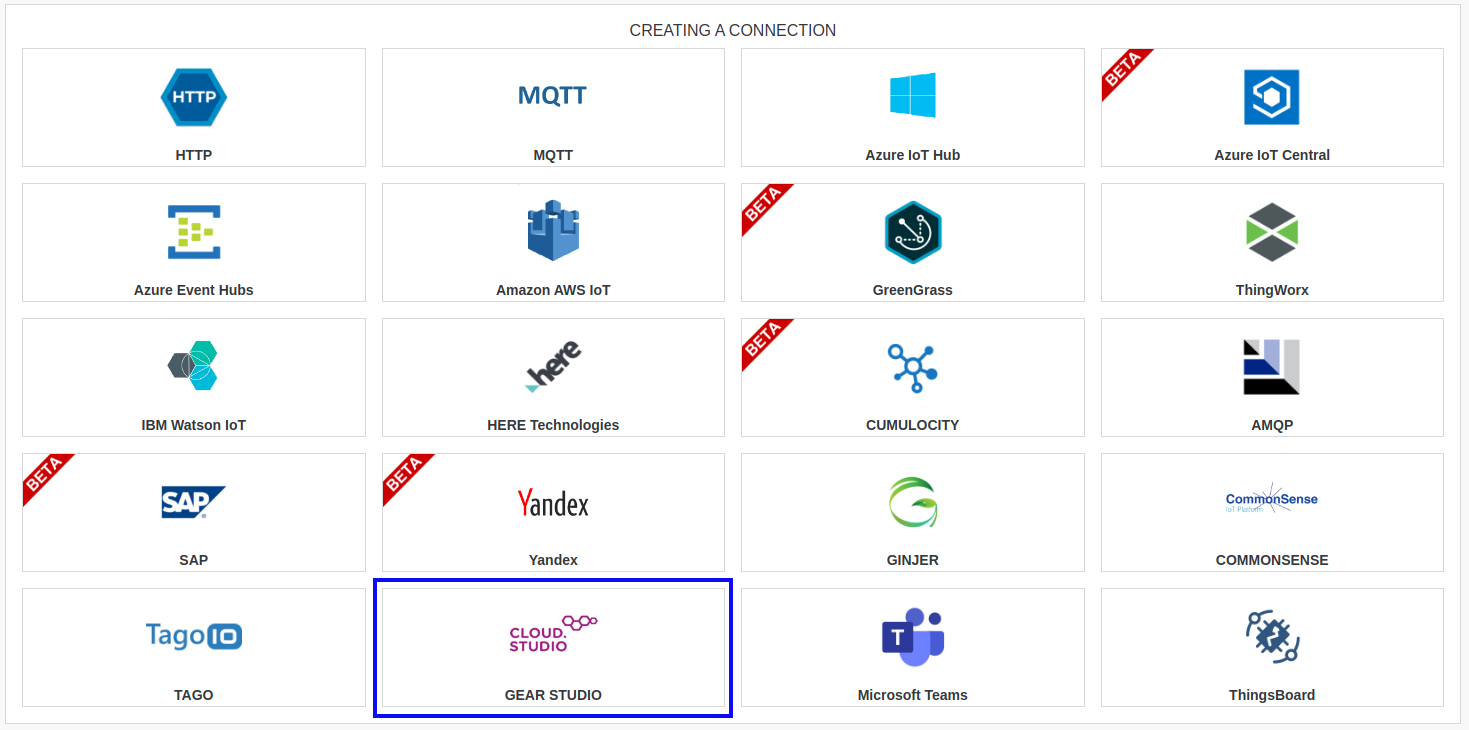 CREATING A CONNECTION
HTTP
MQTT
BETA
HTTP
MQTT
Azure IoT Hub
Azure IoT Central
BETA
Azure Event Hubs
Amazon AWS IoT
GreenGrass
ThingWorx
here
BETA
IBM Watson IoT
HERE Technologies
CUMULOCITY
AMQP
BETA
SAP
BETA
Yandex
CommonSense
IoT Platform
SAP
Yandex
GINJER
COMMONSENSE
Tago IO
CLOUD.
STUDIO
T
TAGO
GEAR STUDIO
Microsoft Teams
ThingsBoard